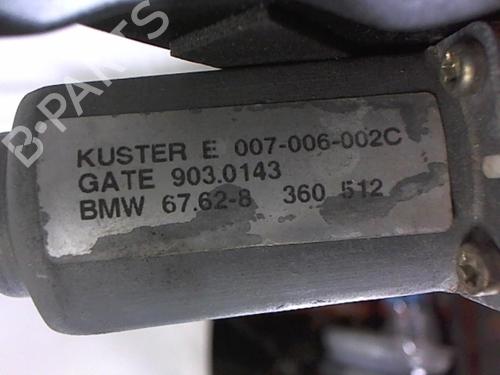 KUSTER E 007-006-002C
GATE 903.0143
BMW 67.62-8 360 512
B-PARTS